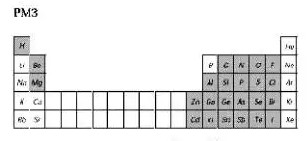 PM3
H He
Li Be B C N O F Ne
Na Mg Al Si P S Cl Ar
K Ca Zn Ga Ge As Se Br Kr
Rb Sr Cd Sn Sb Te I Xe